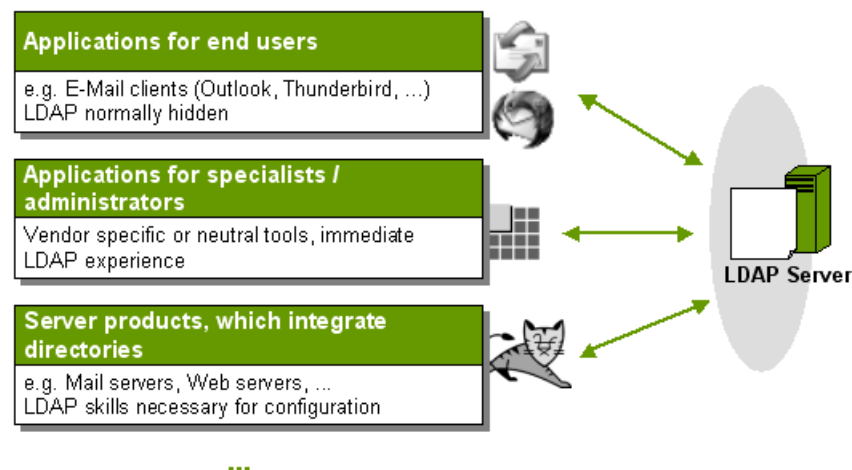 Applications for end users
e.g. E-Mail clients (Outlook, Thunderbird, ...)
LDAP normally hidden
Applications for specialists /
administrators
Vendor specific or neutral tools, immediate
LDAP experience
Server products, which integrate
directories
e.g. Mail servers, Web servers, ...
LDAP skills necessary for configuration
...
LDAP Server